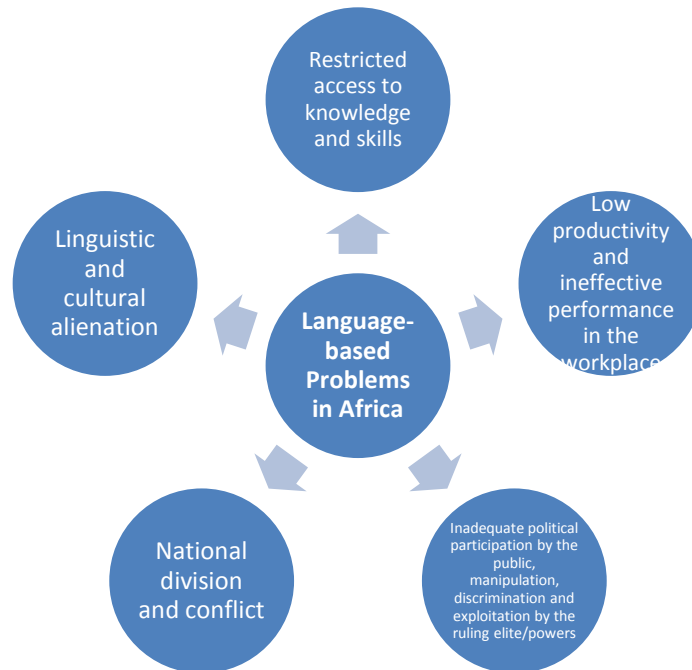 Restricted
access to
knowledge
and skills
Low
productivity
and
ineffective
performance
in the
workplace
Linguistic
and
cultural
alienation
Language-
based
Problems
in Africa
National
division
and conflict
Inadequate political
participation by the
public,
manipulation,
discrimination and
exploitation by the
ruling elite/powers